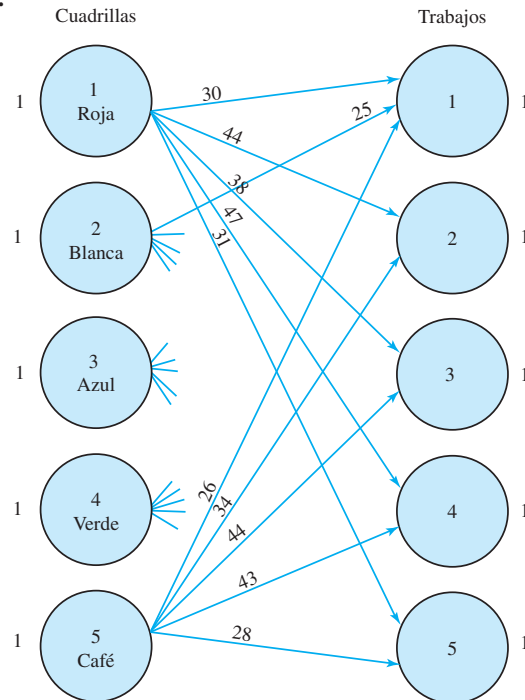 Cuadrillas Trabajos
1 1 Roja 30 1 1
25
44
38
47
31
1 2 Blanca 2 1
1 3 Azul 3 1
1 4 Verde 4 1
26
34
44
43
28
1 5 Café 5 1